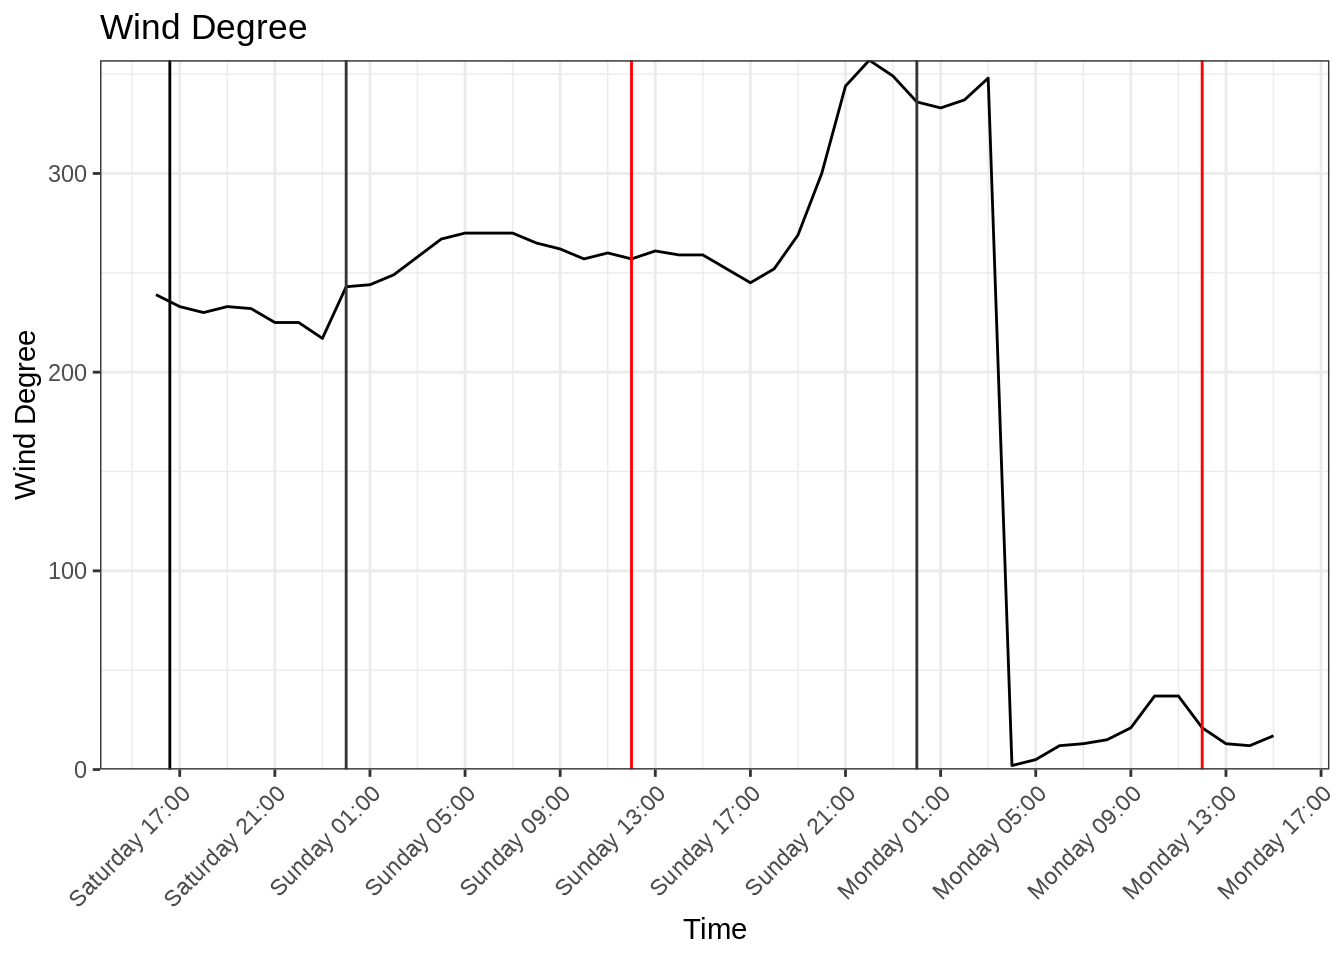 Wind Degree
Wind Degree
300
200
100
0
Saturday 17:00
Saturday 21:00
Sunday 01:00
Sunday 05:00
Sunday 09:00
Sunday 13:00
Sunday 17:00
Sunday 21:00
Monday 01:00
Monday 05:00
Monday 09:00
Monday 13:00
Monday 17:00
Time